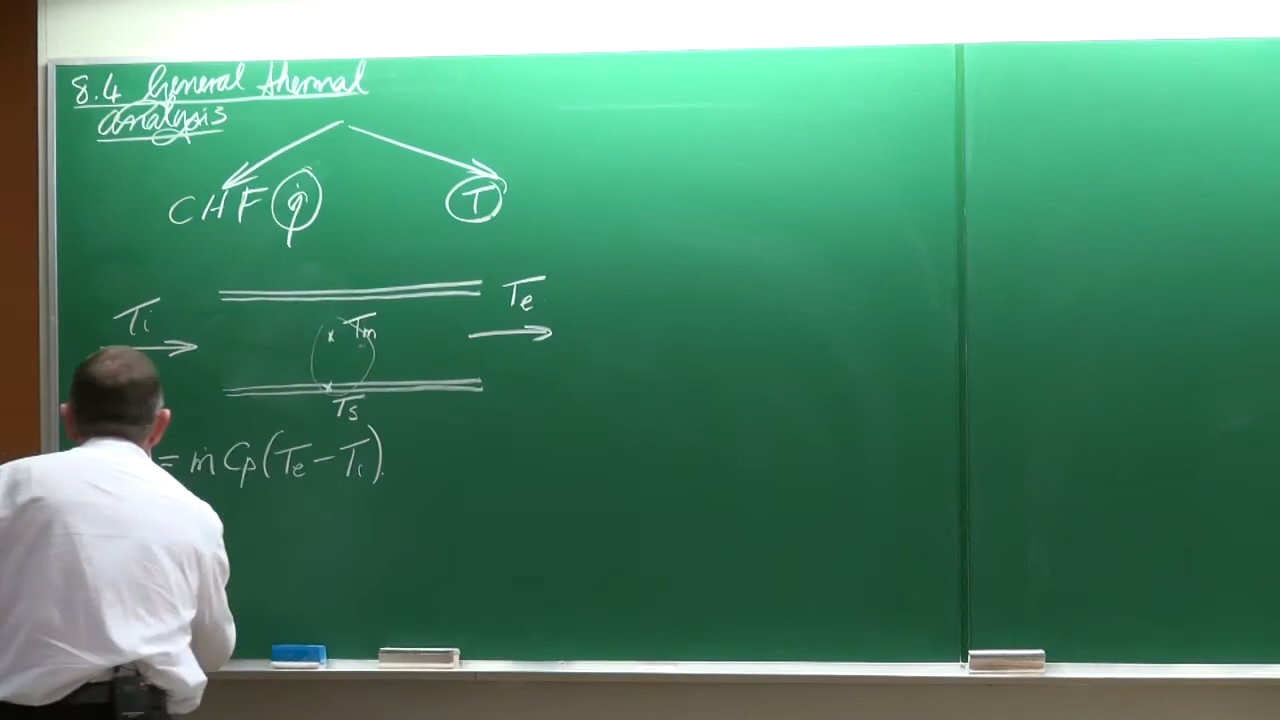 8.4 General thermal
analysis
CHF q̇
T
Ti
Te
Tm
Ts
= ṁ Cp(Te - Ti).